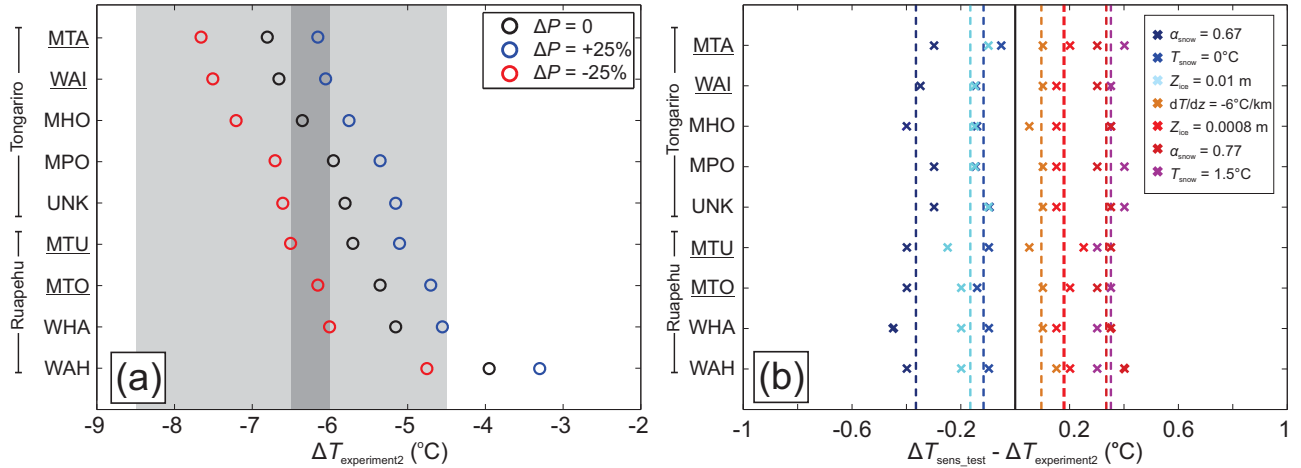 Tongariro
Ruapehu
MTA
WAI
MHO
MPO
UNK
MTU
MTO
WHA
WAH
ΔP = 0
ΔP = +25%
ΔP = -25%
(a)
-9 -8 -7 -6 -5 -4 -3 -2
ΔT experiment2 (°C)
Tongariro
Ruapehu
MTA
WAI
MHO
MPO
UNK
MTU
MTO
WHA
WAH
αsnow = 0.67
Tsnow = 0°C
Zice = 0.01 m
dT/dz = -6°C/km
Zice = 0.0008 m
αsnow = 0.77
Tsnow = 1.5°C
(b)
-1 -0.6 -0.2 0.2 0.6 1
ΔTsens_test - ΔTexperiment2 (°C)